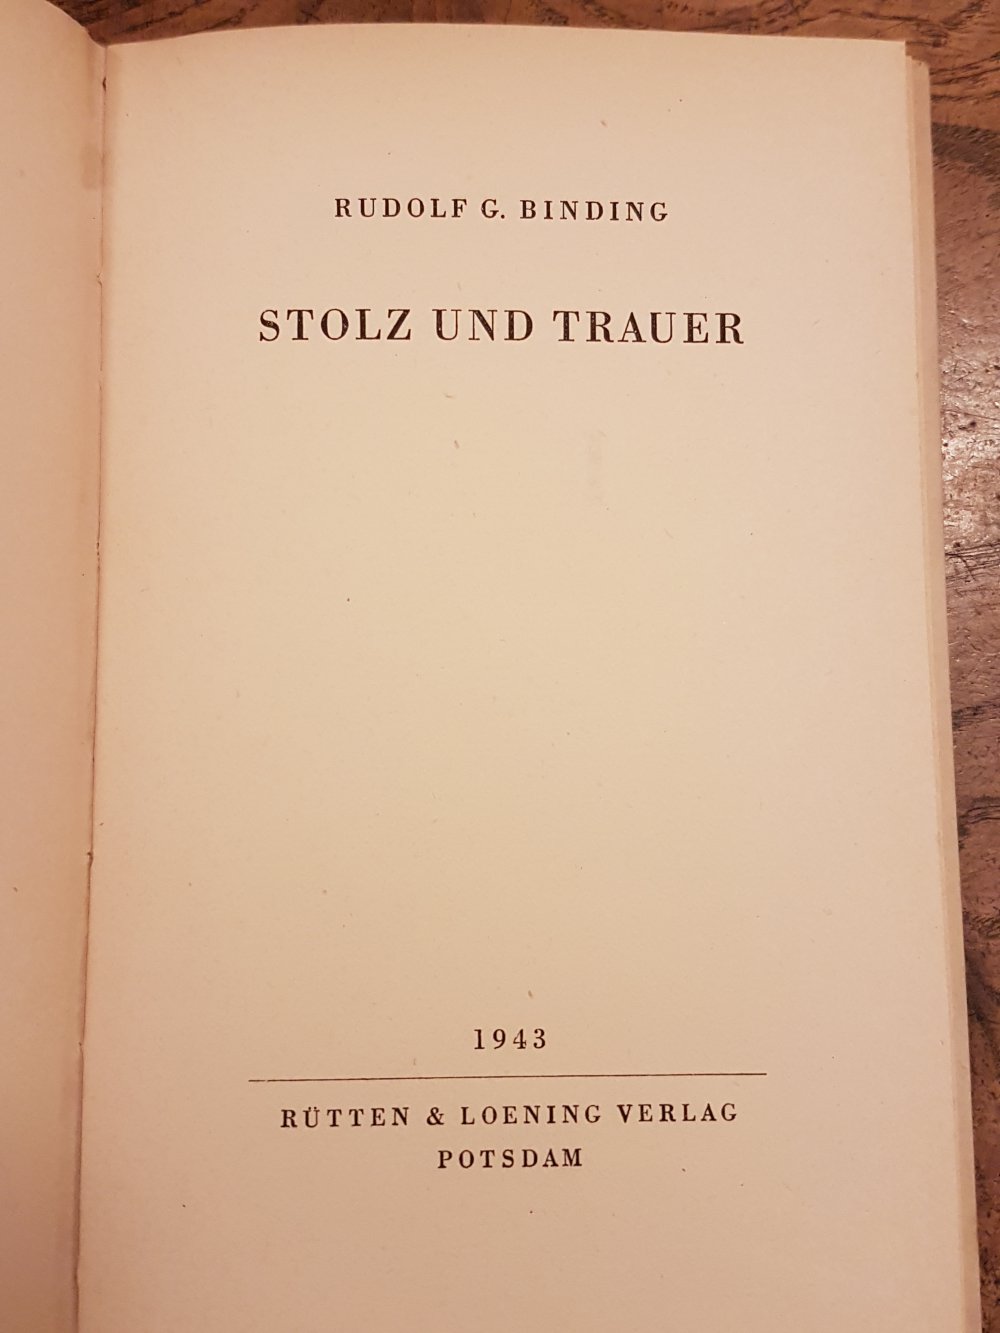 RUDOLF G. BINDING
STOLZ UND TRAUER
1943
RÜTTEN & LOENING VERLAG
POTSDAM